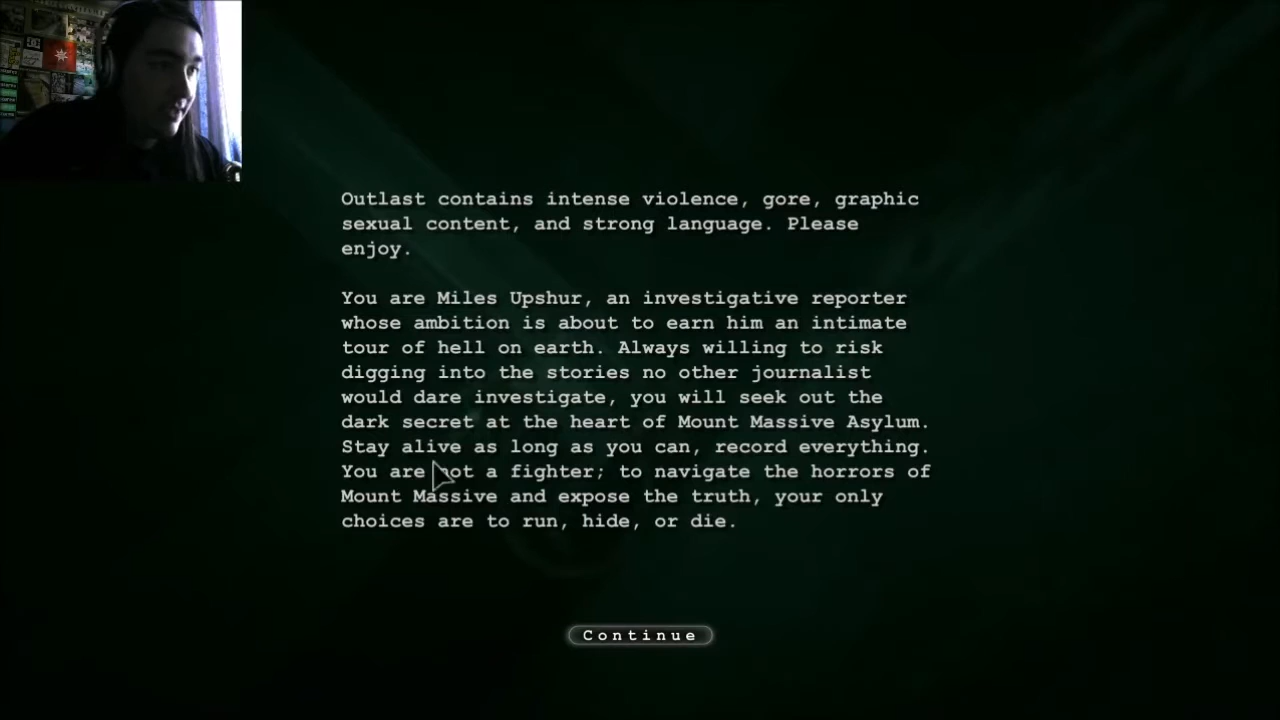 Outlast contains intense violence, gore, graphic
sexual content, and strong language. Please
enjoy.
You are Miles Upshur, an investigative reporter
whose ambition is about to earn him an intimate
tour of hell on earth. Always willing to risk
digging into the stories no other journalist
would dare investigate, you will seek out the
dark secret at the heart of Mount Massive Asylum.
Stay alive as long as you can, record everything.
You are not a fighter; to navigate the horrors of
Mount Massive and expose the truth, your only
choices are to run, hide, or die.
Continue